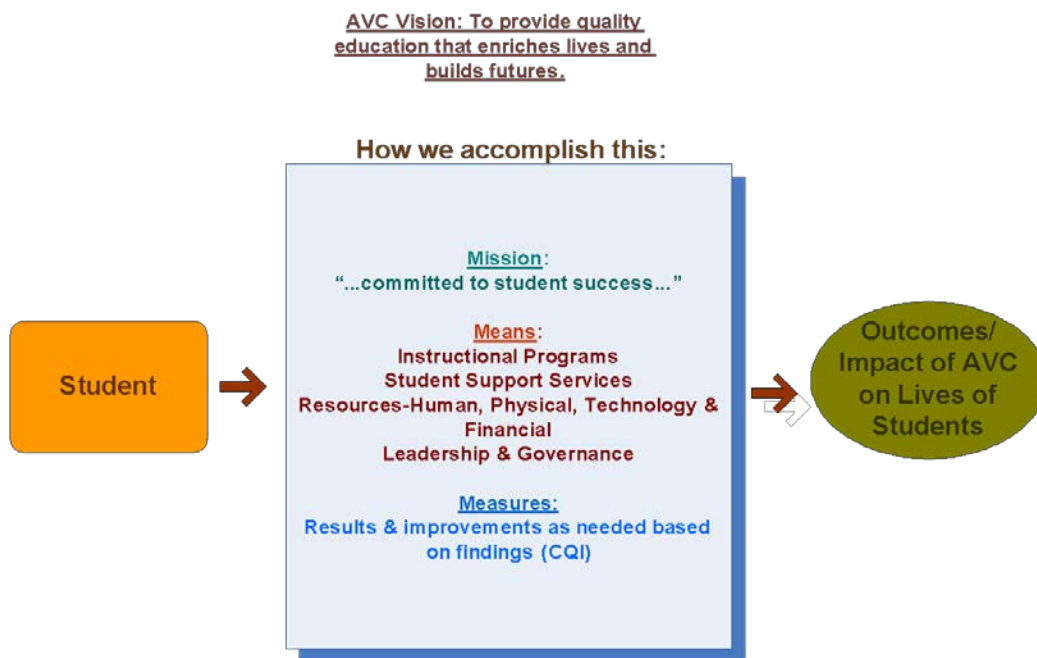 AVC Vision: To provide quality
education that enriches lives and
builds futures.
How we accomplish this:
Mission:
“...committed to student success...”
Means:
Instructional Programs
Student Support Services
Resources-Human, Physical, Technology &
Financial
Leadership & Governance
Measures:
Results & improvements as needed based
on findings (CQI)
Student
Outcomes/
Impact of AVC
on Lives of
Students